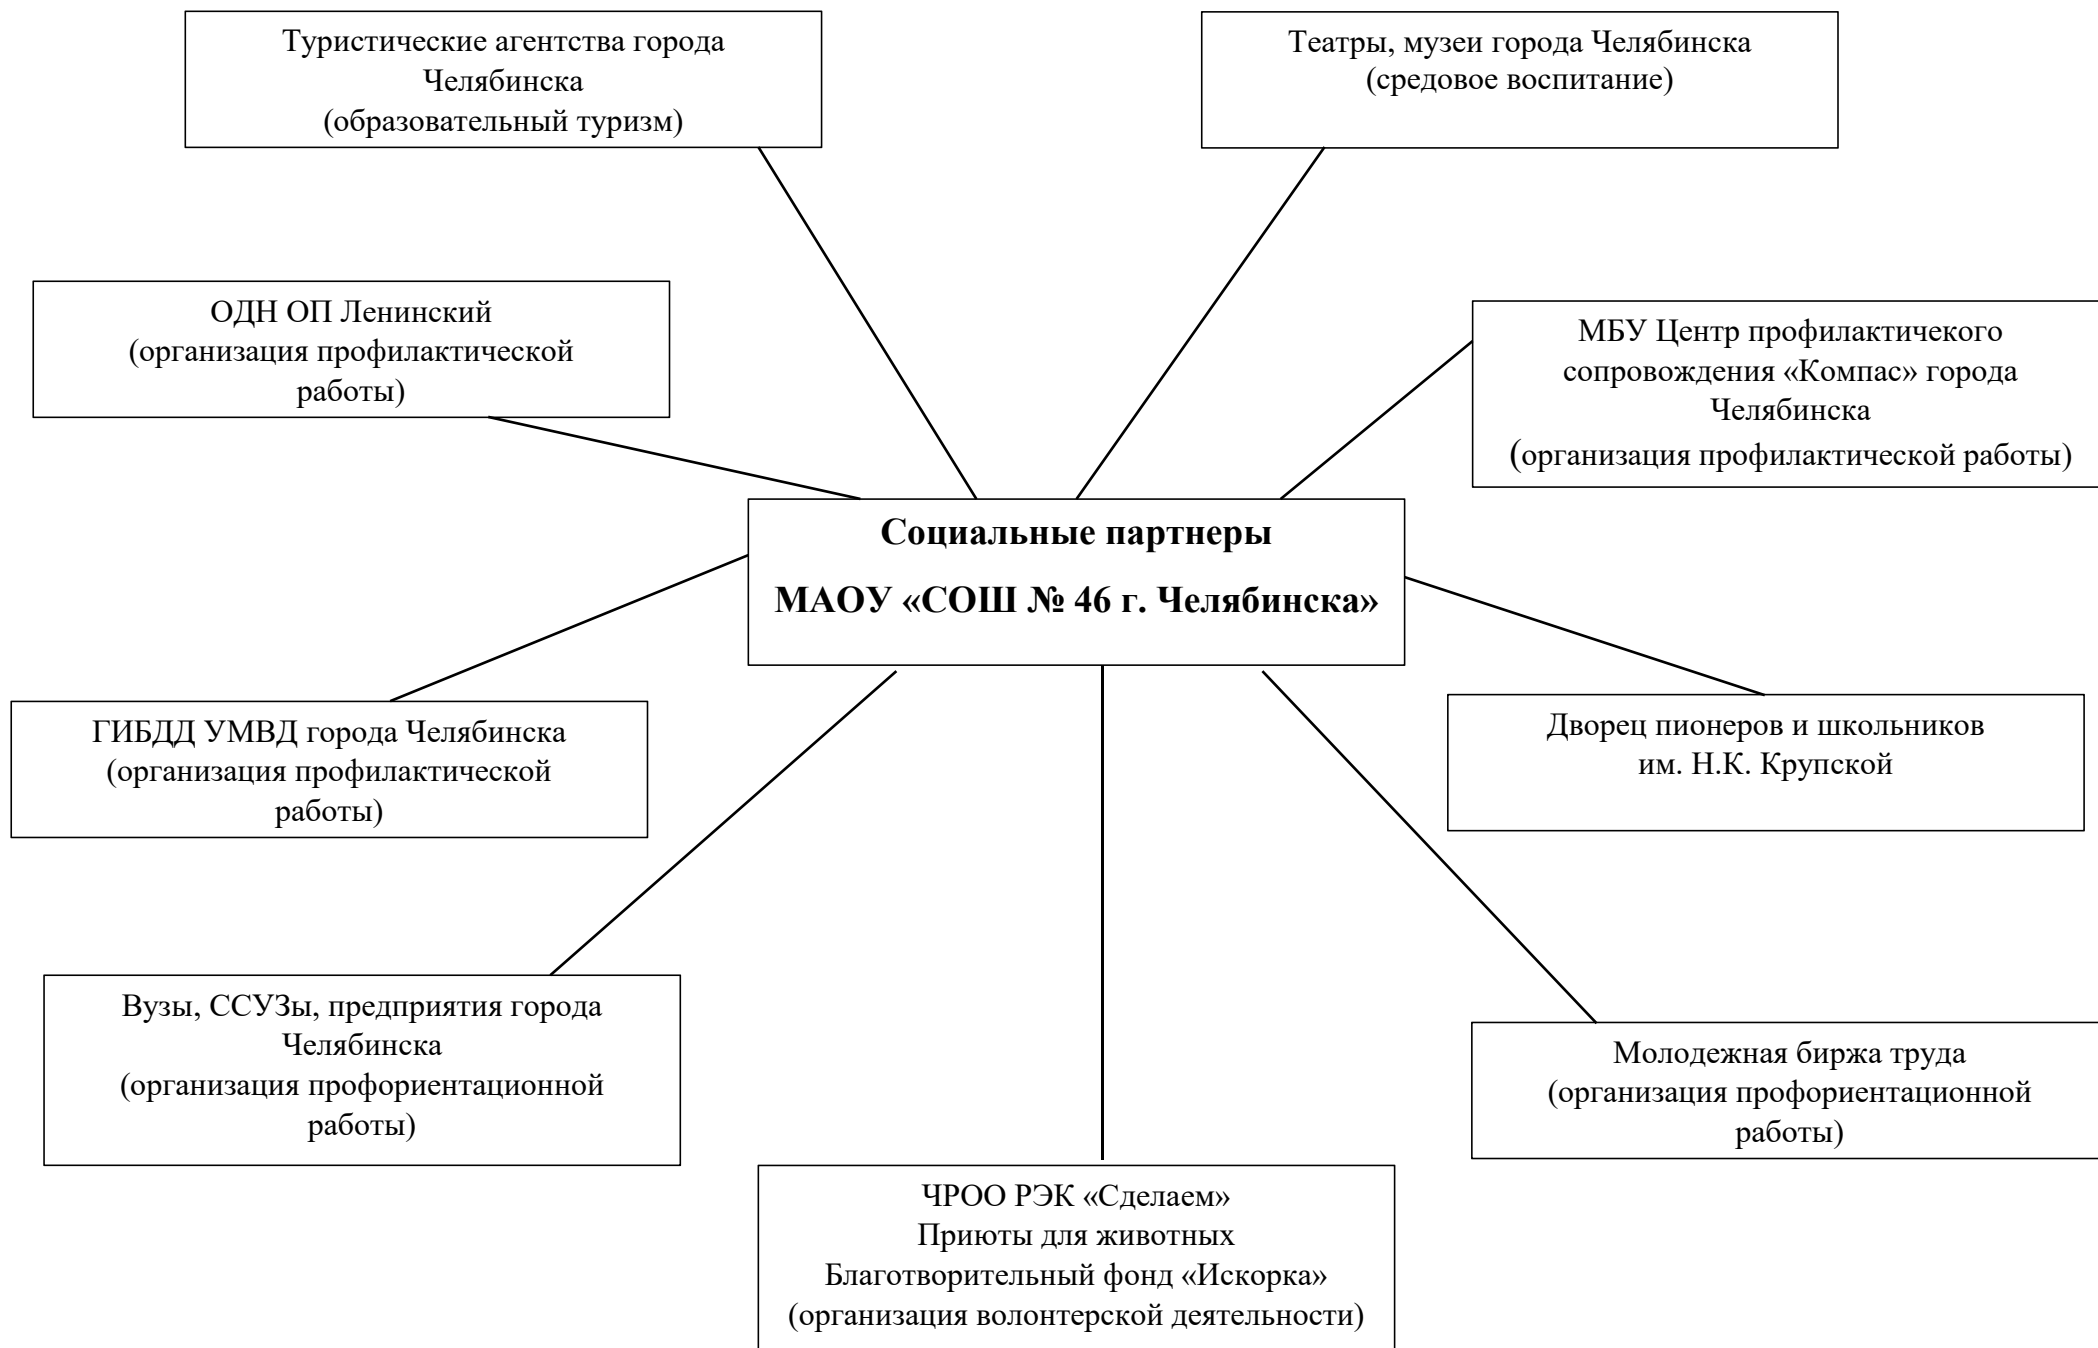 Туристические агентства города
Челябинска
(образовательный туризм)
Театры, музеи города Челябинска
(средовое воспитание)
ОДН ОП Ленинский
(организация профилактической
работы)
МБУ Центр профилактичекого
сопровождения «Компас» города
Челябинска
(организация профилактической работы)
Социальные партнеры
МАОУ «СОШ № 46 г. Челябинска»
ГИБДД УМВД города Челябинска
(организация профилактической
работы)
Дворец пионеров и школьников
им. Н.К. Крупской
Вузы, ССУЗы, предприятия города
Челябинска
(организация профориентационной
работы)
Молодежная биржа труда
(организация профориентационной
работы)
ЧРОО РЭК «Сделаем»
Приюты для животных
Благотворительный фонд «Искорка»
(организация волонтерской деятельности)